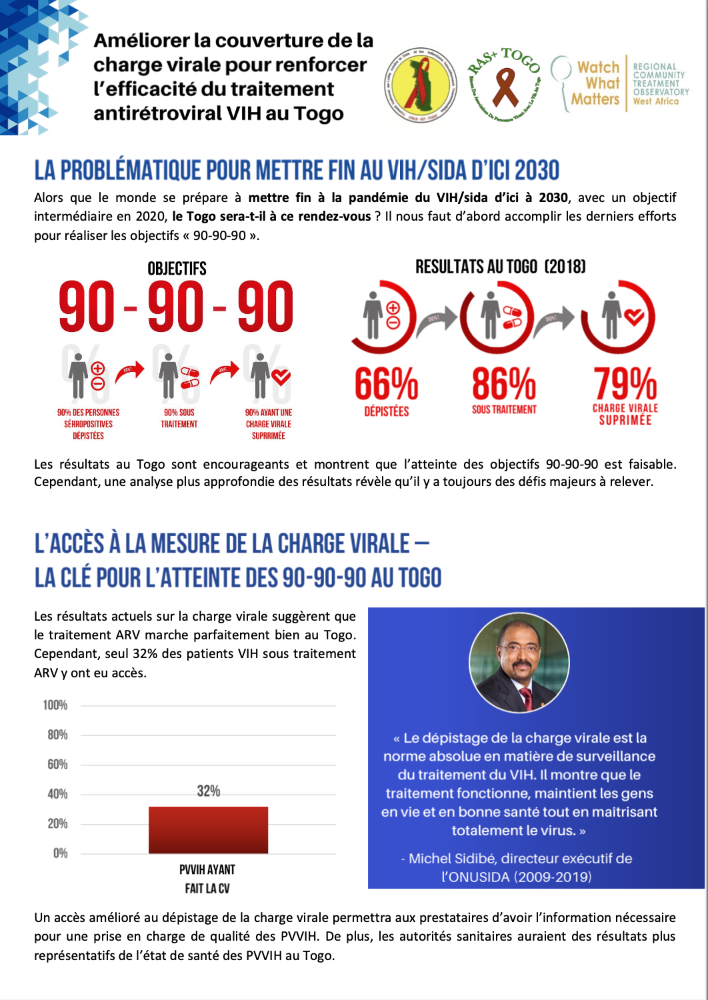 Améliorer la couverture de la
charge virale pour renforcer
l’efficacité du traitement
antirétroviral VIH au Togo
CNLS-IST-TOGO
RAS+ TOGO
Réseau Des Associations De Personnes Vivant Avec Le Vih Au Togo
Watch
What
Matters
REGIONAL
COMMUNITY
TREATMENT
OBSERVATORY
West Africa
LA PROBLÉMATIQUE POUR METTRE FIN AU VIH/SIDA D’ICI 2030
Alors que le monde se prépare à mettre fin à la pandémie du VIH/sida d’ici à 2030, avec un objectif
intermédiaire en 2020, le Togo sera-t-il à ce rendez-vous ? Il nous faut d’abord accomplir les derniers efforts
pour réaliser les objectifs « 90-90-90 ».
OBJECTIFS
90 - 90 - 90
% % %
DONT DONT
90% DES PERSONNES
SÉRROPOSITIVES
DÉPISTÉES
90% SOUS
TRAITEMENT
90% AYANT UNE
CHARGE VIRALE
SUPRRIMÉE
RESULTATS AU TOGO (2018)
DONT DONT
66%
DÉPISTÉES
86%
SOUS TRAITEMENT
79%
CHARGE VIRALE
SUPRIMÉE
Les résultats au Togo sont encourageants et montrent que l’atteinte des objectifs 90-90-90 est faisable.
Cependant, une analyse plus approfondie des résultats révèle qu’il y a toujours des défis majeurs à relever.
L’ACCÈS À LA MESURE DE LA CHARGE VIRALE –
LA CLÉ POUR L’ATTEINTE DES 90-90-90 AU TOGO
Les résultats actuels sur la charge virale suggèrent que
le traitement ARV marche parfaitement bien au Togo.
Cependant, seul 32% des patients VIH sous traitement
ARV y ont eu accès.
100%
80%
60%
40%
20%
0%
32%
PVVIH AYANT
FAIT LA CV
« Le dépistage de la charge virale est la
norme absolue en matière de surveillance
du traitement du VIH. Il montre que le
traitement fonctionne, maintient les gens
en vie et en bonne santé tout en maîtrisant
totalement le virus. »
- Michel Sidibé, directeur exécutif de
l’ONUSIDA (2009-2019)
Un accès amélioré au dépistage de la charge virale permettra aux prestataires d’avoir l’information nécessaire
pour une prise en charge de qualité des PVVIH. De plus, les autorités sanitaires auraient des résultats plus
représentatifs de l’état de santé des PVVIH au Togo.